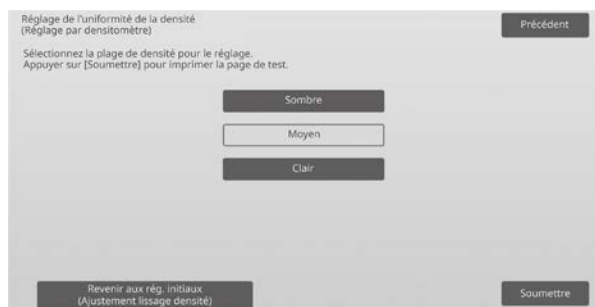 Réglage de l'uniformité de la densité
(Réglage par densitomètre)
Précédent
Sélectionnez la plage de densité pour le réglage.
Appuyer sur [Soumettre] pour imprimer la page de test.
Sombre
Moyen
Clair
Revenir aux rég. initiaux
(Ajustement lissage densité)
Soumettre